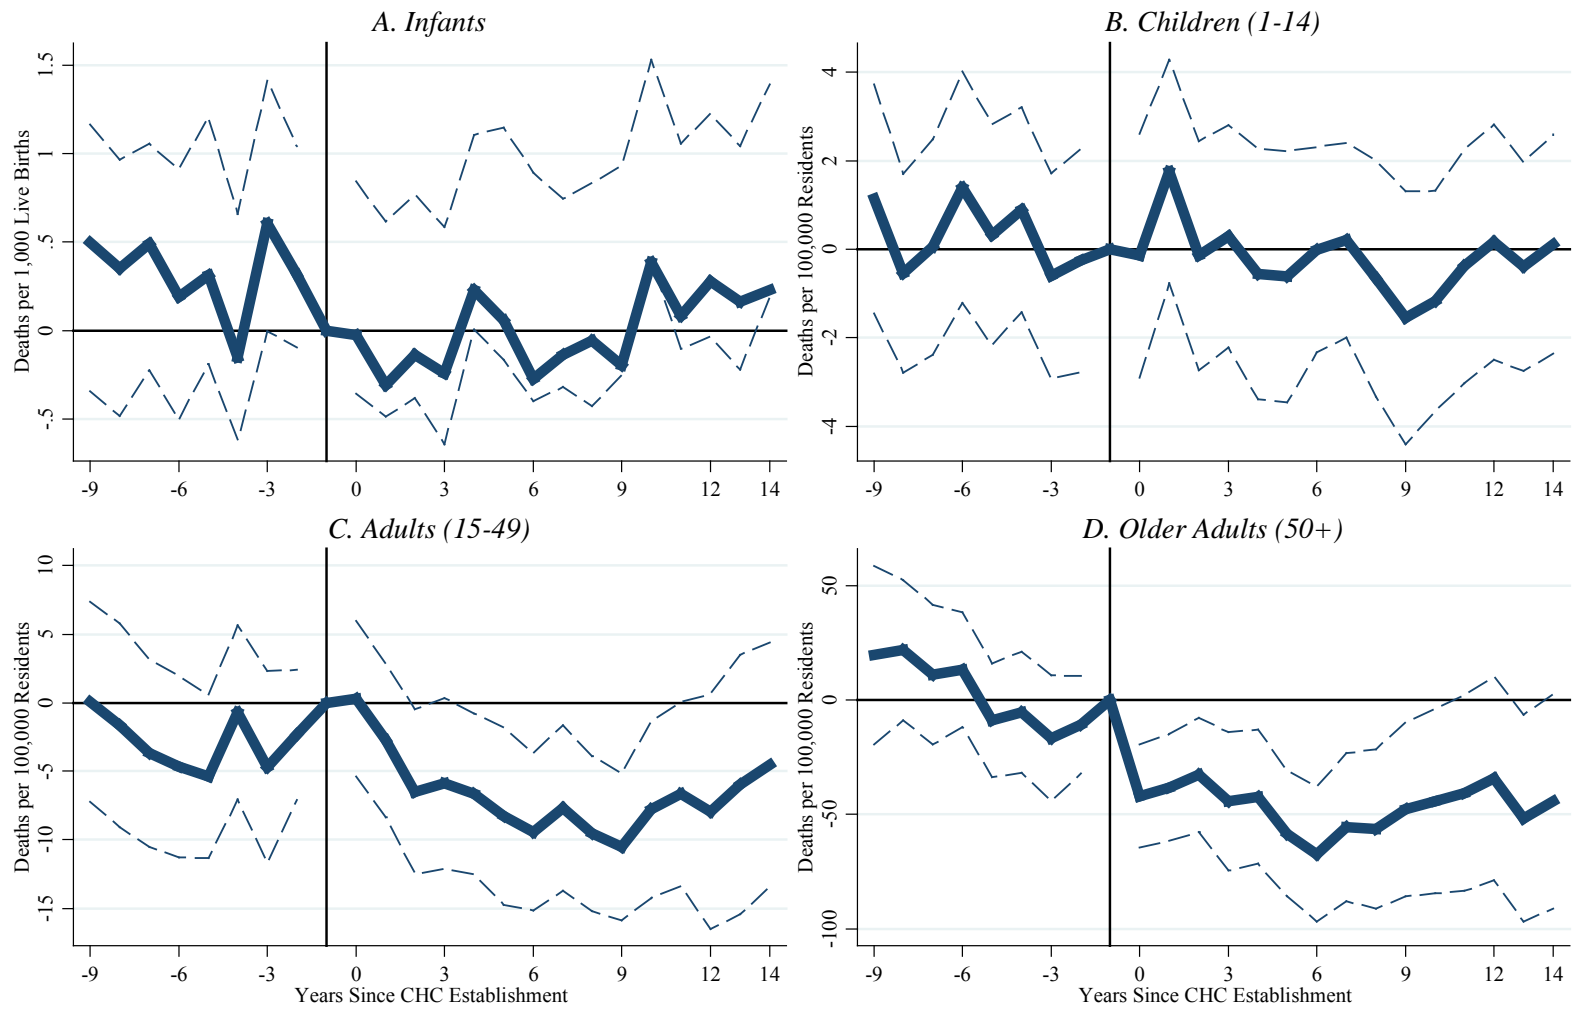 A. Infants
Deaths per 1,000 Live Births
1.5
1
.5
0
-.5
-9 -6 -3 0 3 6 9 12 14
B. Children (1-14)
Deaths per 100,000 Residents
4
2
0
-2
-4
-9 -6 -3 0 3 6 9 12 14
C. Adults (15-49)
Deaths per 100,000 Residents
10
5
0
-5
-10
-15
-9 -6 -3 0 3 6 9 12 14
Years Since CHC Establishment
D. Older Adults (50+)
Deaths per 100,000 Residents
50
0
-50
-100
-9 -6 -3 0 3 6 9 12 14
Years Since CHC Establishment